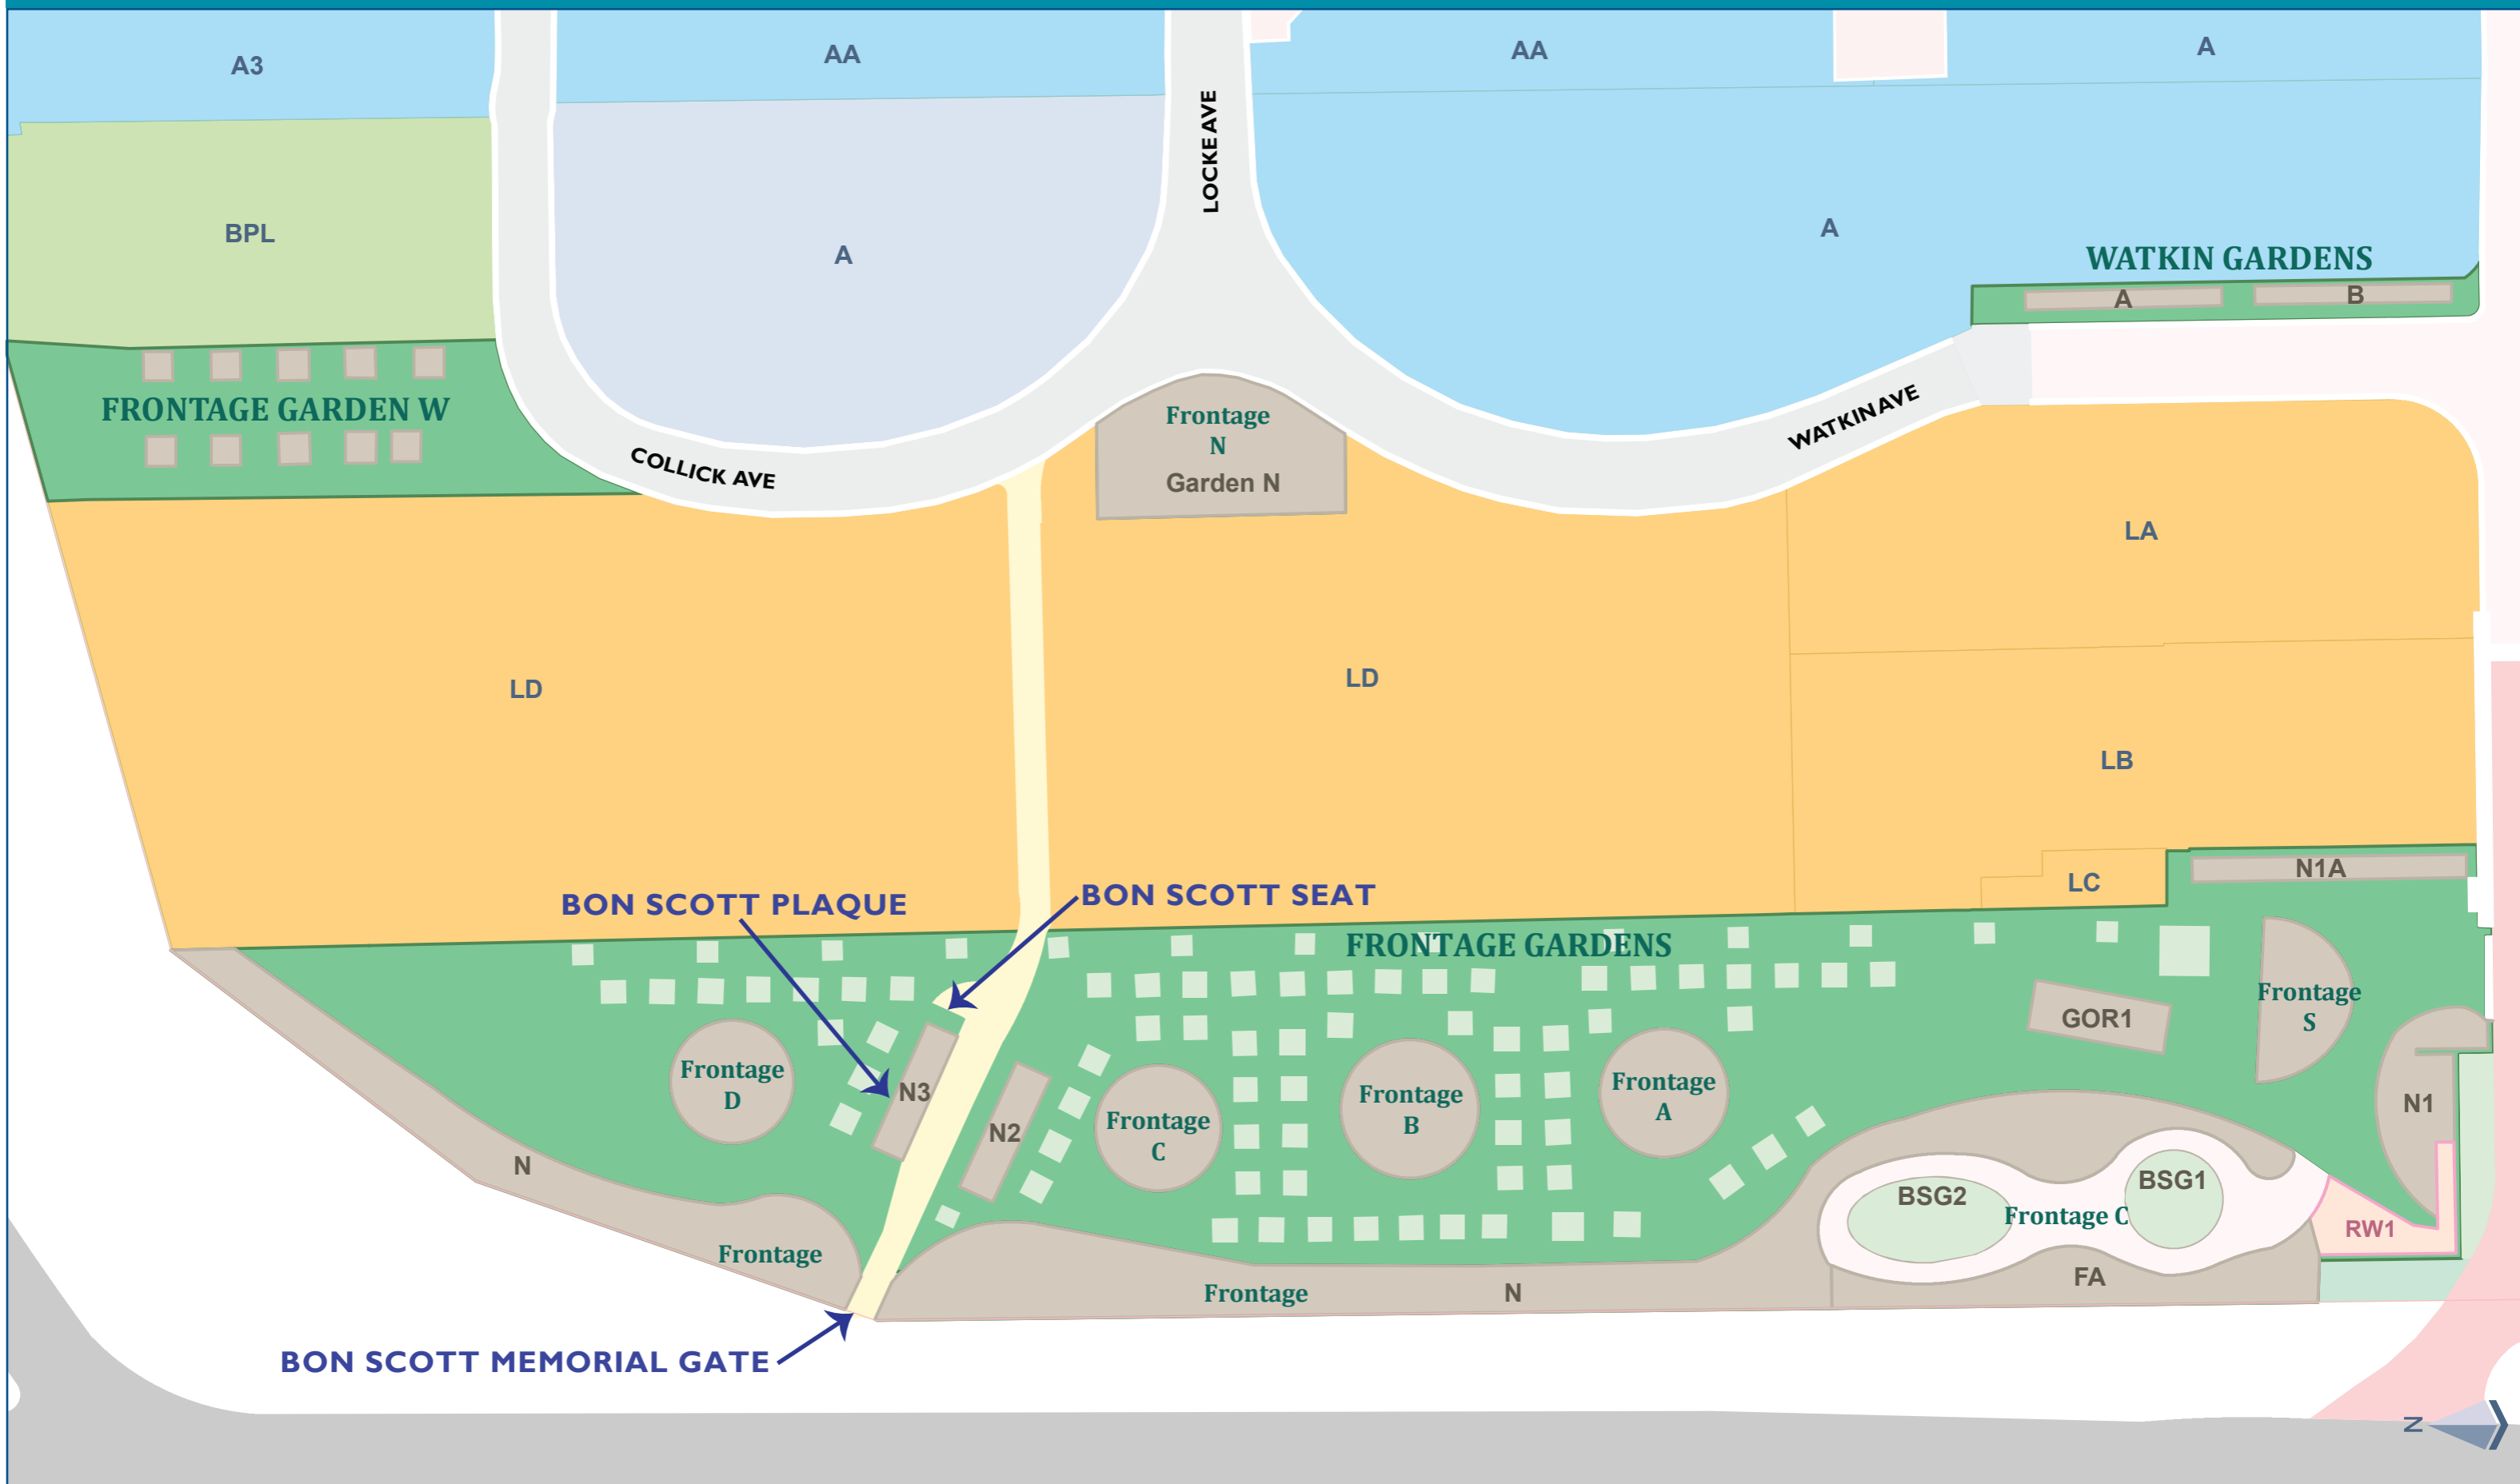 A3
AA
AA
A
LOCKE AVE
BPL
A
A
WATKIN GARDENS
A
B
FRONTAGE GARDEN W
COLLICK AVE
Frontage
N
Garden N
WATKIN AVE
LA
LD
LD
LB
LC
N1A
BON SCOTT PLAQUE
BON SCOTT SEAT
FRONTAGE GARDENS
Frontage
S
GOR1
Frontage
D
N3
N2
Frontage
C
Frontage
B
Frontage
A
N1
N
BSG2
Frontage C
BSG1
RW1
Frontage
Frontage
N
FA
BON SCOTT MEMORIAL GATE
N